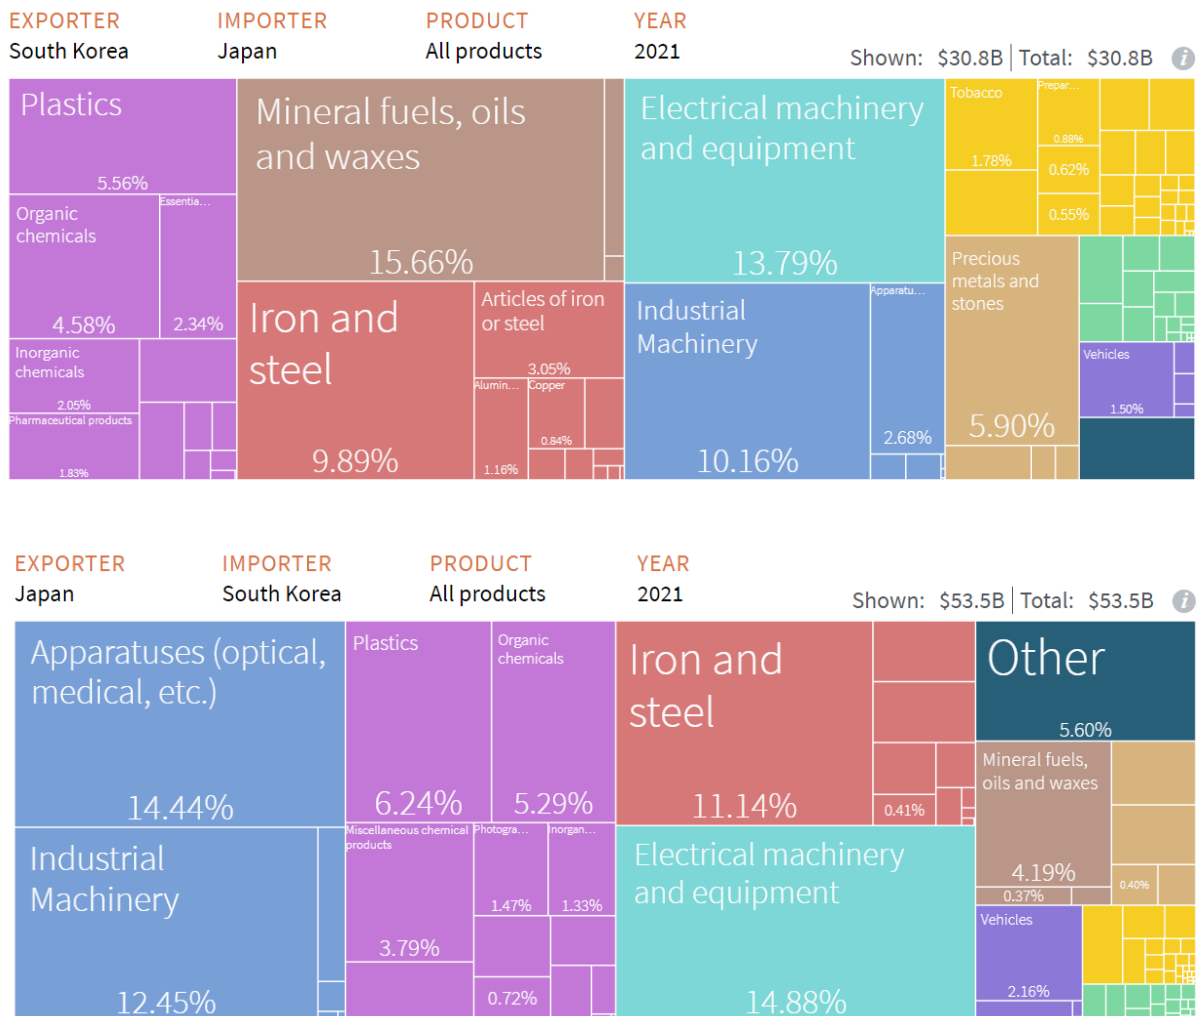 EXPORTER IMPORTER PRODUCT YEAR
South Korea Japan All products 2021
Shown: $30.8B Total: $30.8B i
Plastics
5.56%
Organic
chemicals
4.58%
Essentia...
2.34%
Inorganic
chemicals
2.05%
Pharmaceutical products
1.83%
Mineral fuels, oils
and waxes
15.66%
Iron and
steel
9.89%
Articles of iron
or steel
3.05%
Alumin...
1.16%
Copper
0.84%
Electrical machinery
and equipment
13.79%
Industrial
Machinery
10.16%
Apparatu...
2.68%
Tobacco
1.78%
Prepar...
0.88%
0.62%
0.55%
Precious
metals and
stones
5.90%
Vehicles
1.50%
EXPORTER IMPORTER PRODUCT YEAR
Japan South Korea All products 2021
Shown: $53.5B Total: $53.5B i
Apparatuses (optical,
medical, etc.)
14.44%
Industrial
Machinery
12.45%
Plastics
6.24%
Organic
chemicals
5.29%
Miscellaneous chemical
products
3.79%
Photogra...
1.47%
Inorgan...
1.33%
0.72%
Iron and
steel
11.14%
0.41%
Electrical machinery
and equipment
14.88%
Other
5.60%
Mineral fuels,
oils and waxes
4.19%
0.37%
0.40%
Vehicles
2.16%